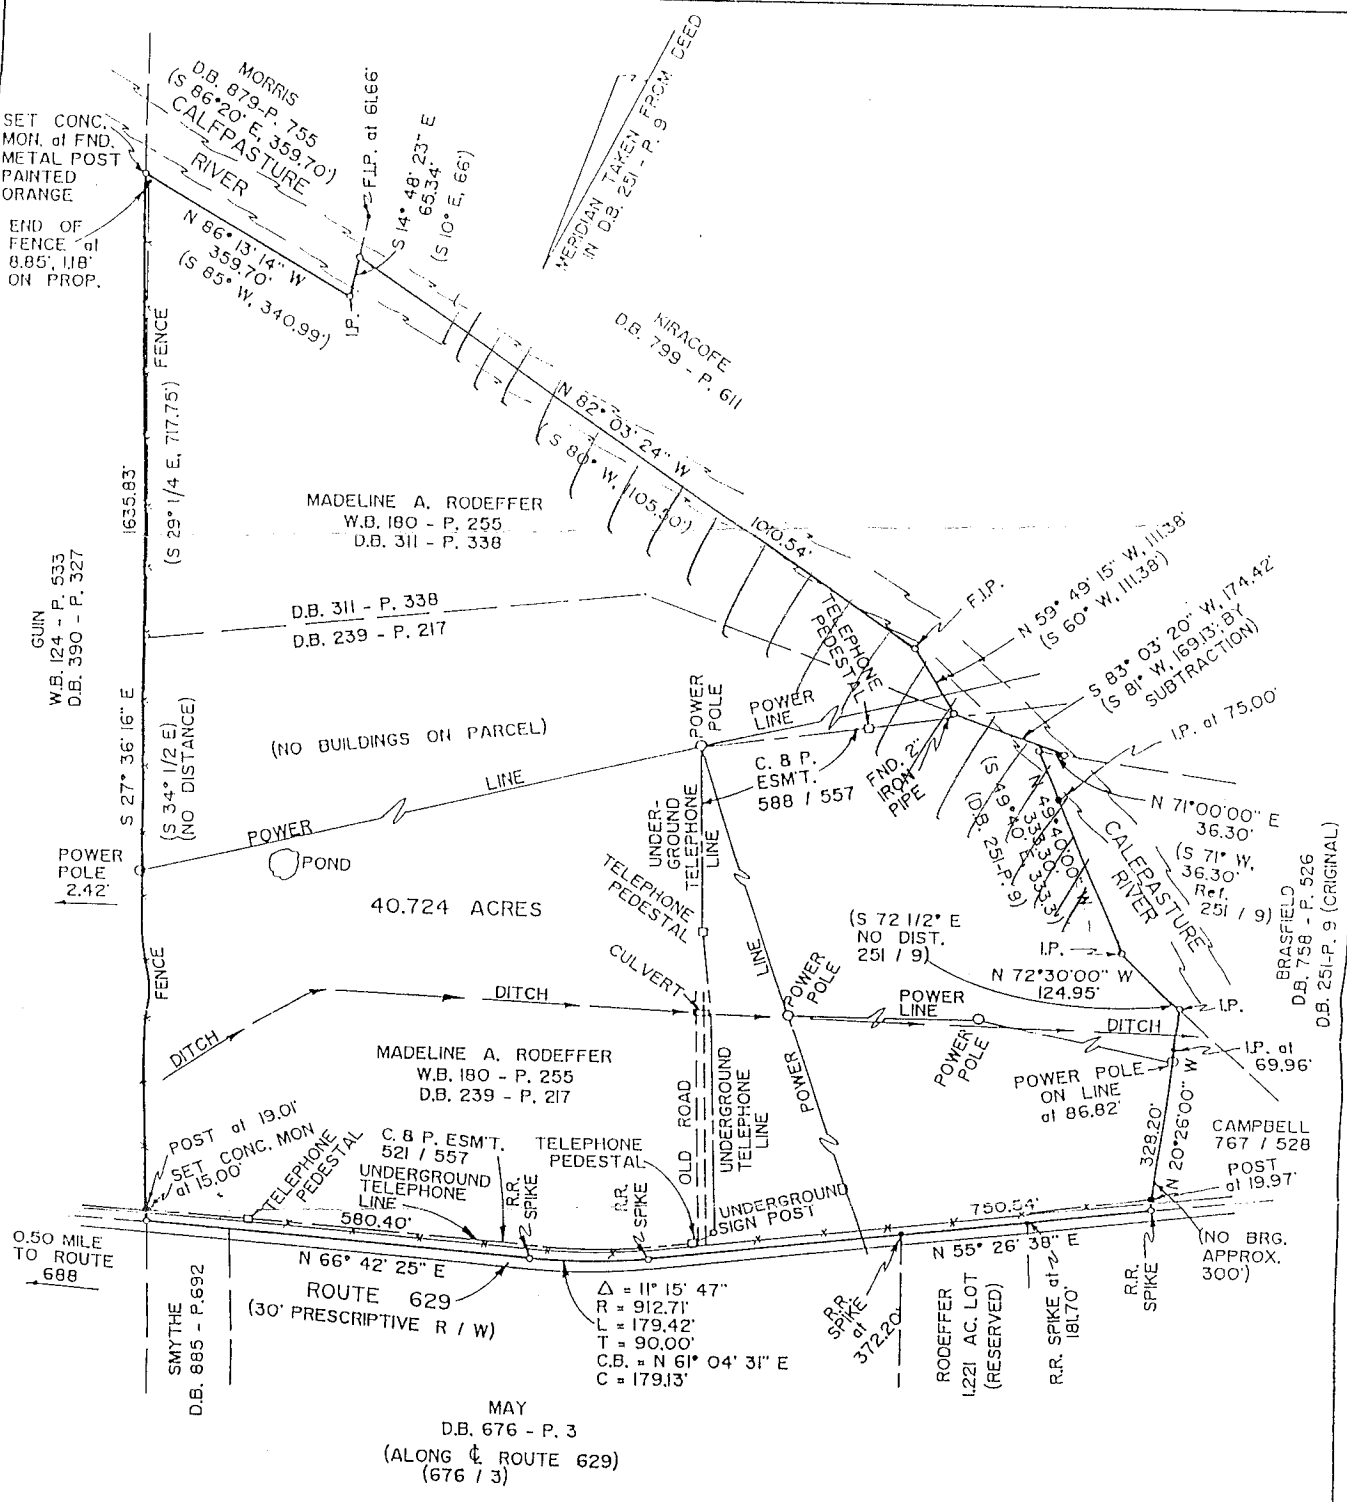 MORRIS
D.B. 879-P. 755
(S 86°20' E, 359.70')
CALFPASTURE
RIVER
SET CONC.
MON. at FND.
METAL POST
PAINTED
ORANGE
END OF
FENCE at
8.85', 1.18'
ON PROP.
N 86°13'14" W
359.70'
(S 85° W, 340.99')
F.I.P. at 61.66'
S 14° 48' 23" E
65.34'
(S 10° E, 66')
I.P.
MERIDIAN TAKEN FROM DEED
IN D.B. 251 - P. 9
KIRACOFE
D.B. 799 - P. 611
N 82° 03' 24" W
(S 80° W, 1105.50')
1010.54'
FENCE
(S 29° 1/4 E, 717.75')
1635.83'
MADELINE A. RODEFFER
W.B. 180 - P. 255
D.B. 311 - P. 338
GUIN
W.B. 124 - P. 533
D.B. 390 - P. 327
D.B. 311 - P. 338
D.B. 239 - P. 217
TELEPHONE
PEDESTAL
F.I.P.
N 59° 49' 15" W, 111.38'
(S 60° W, 111.38')
S 83° 03' 20" W, 174.42'
(S 81° W, 169.13'; BY
SUBTRACTION)
I.P. at 75.00'
S 27° 36' 16" E
(S 34° 1/2 E)
(NO DISTANCE)
(NO BUILDINGS ON PARCEL)
POWER
POLE
POWER
LINE
C. & P.
ESM'T.
588 / 557
FND. 2"
IRON
PIPE
(S 49°40' E, 333.3')
(D.B. 251-P. 9)
N 49°40'00" W
333.30'
N 71°00'00" E
36.30'
(S 71° W,
36.30'
Ref.
251 / 9)
CALFPASTURE
RIVER
BRASFIELD
D.B. 758 - P. 526
D.B. 251-P. 9 (ORIGINAL)
LINE
POWER
POND
POWER
POLE
2.42'
UNDER-
GROUND
TELEPHONE
LINE
TELEPHONE
PEDESTAL
40.724 ACRES
(S 72 1/2° E
NO DIST.
251 / 9)
I.P.
N 72°30'00" W
124.95'
I.P.
FENCE
CULVERT
LINE
POWER
POLE
POWER
LINE
DITCH
DITCH
DITCH
POWER
POLE
I.P. at
69.96'
POWER POLE
ON LINE
at 86.82'
MADELINE A. RODEFFER
W.B. 180 - P. 255
D.B. 239 - P. 217
OLD ROAD
UNDERGROUND
TELEPHONE
LINE
POWER
328.20'
N 20°26'00" W
CAMPBELL
767 / 528
POST
at 19.97'
POST at 19.01'
SET CONC. MON.
at 15.00'
TELEPHONE
PEDESTAL
C. & P. ESM'T.
521 / 557
UNDERGROUND
TELEPHONE
LINE
580.40'
R.R.
SPIKE
TELEPHONE
PEDESTAL
R.R.
SPIKE
UNDERGROUND
SIGN POST
750.54'
N 55° 26' 38" E
(NO BRG.
APPROX.
300')
R.R.
SPIKE
0.50 MILE
TO ROUTE
688
N 66° 42' 25" E
ROUTE 629
(30' PRESCRIPTIVE R / W)
Δ = 11° 15' 47"
R = 912.71'
L = 179.42'
T = 90.00'
C.B. = N 61° 04' 31" E
C = 179.13'
R.R.
SPIKE
at
372.20'
RODEFFER
1.221 AC. LOT
(RESERVED)
R.R. SPIKE at
181.70'
SMYTHE
D.B. 885 - P.692
MAY
D.B. 676 - P. 3
(ALONG ℄ ROUTE 629)
(676 / 3)